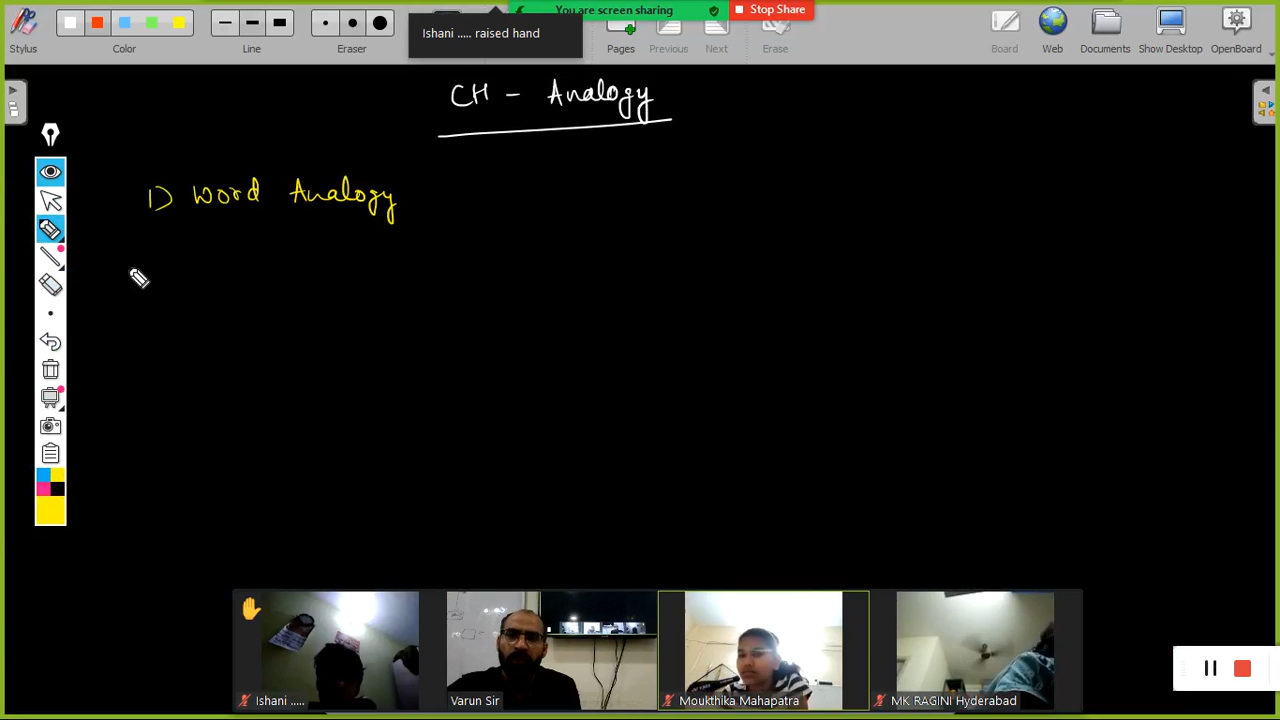 You are screen sharing Stop Share
Ishani ..... raised hand
Stylus Color Line Eraser Pages Previous Next Erase Board Web Documents Show Desktop OpenBoard
CH - Analogy
1) Word Analogy
Ishani ..... Varun Sir Moukthika Mahapatra MK RAGINI Hyderabad